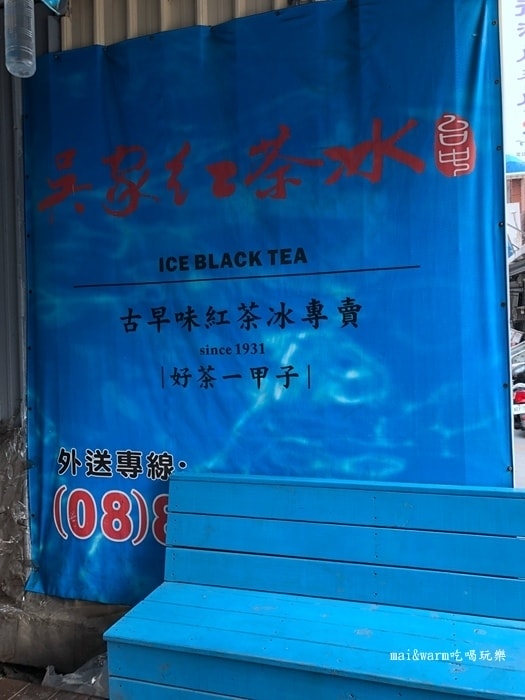 吳家紅茶冰
台中
ICE BLACK TEA
古早味紅茶冰專賣
since 1931
|好茶一甲子|
外送專線·
(08)8
mai&warm吃喝玩樂